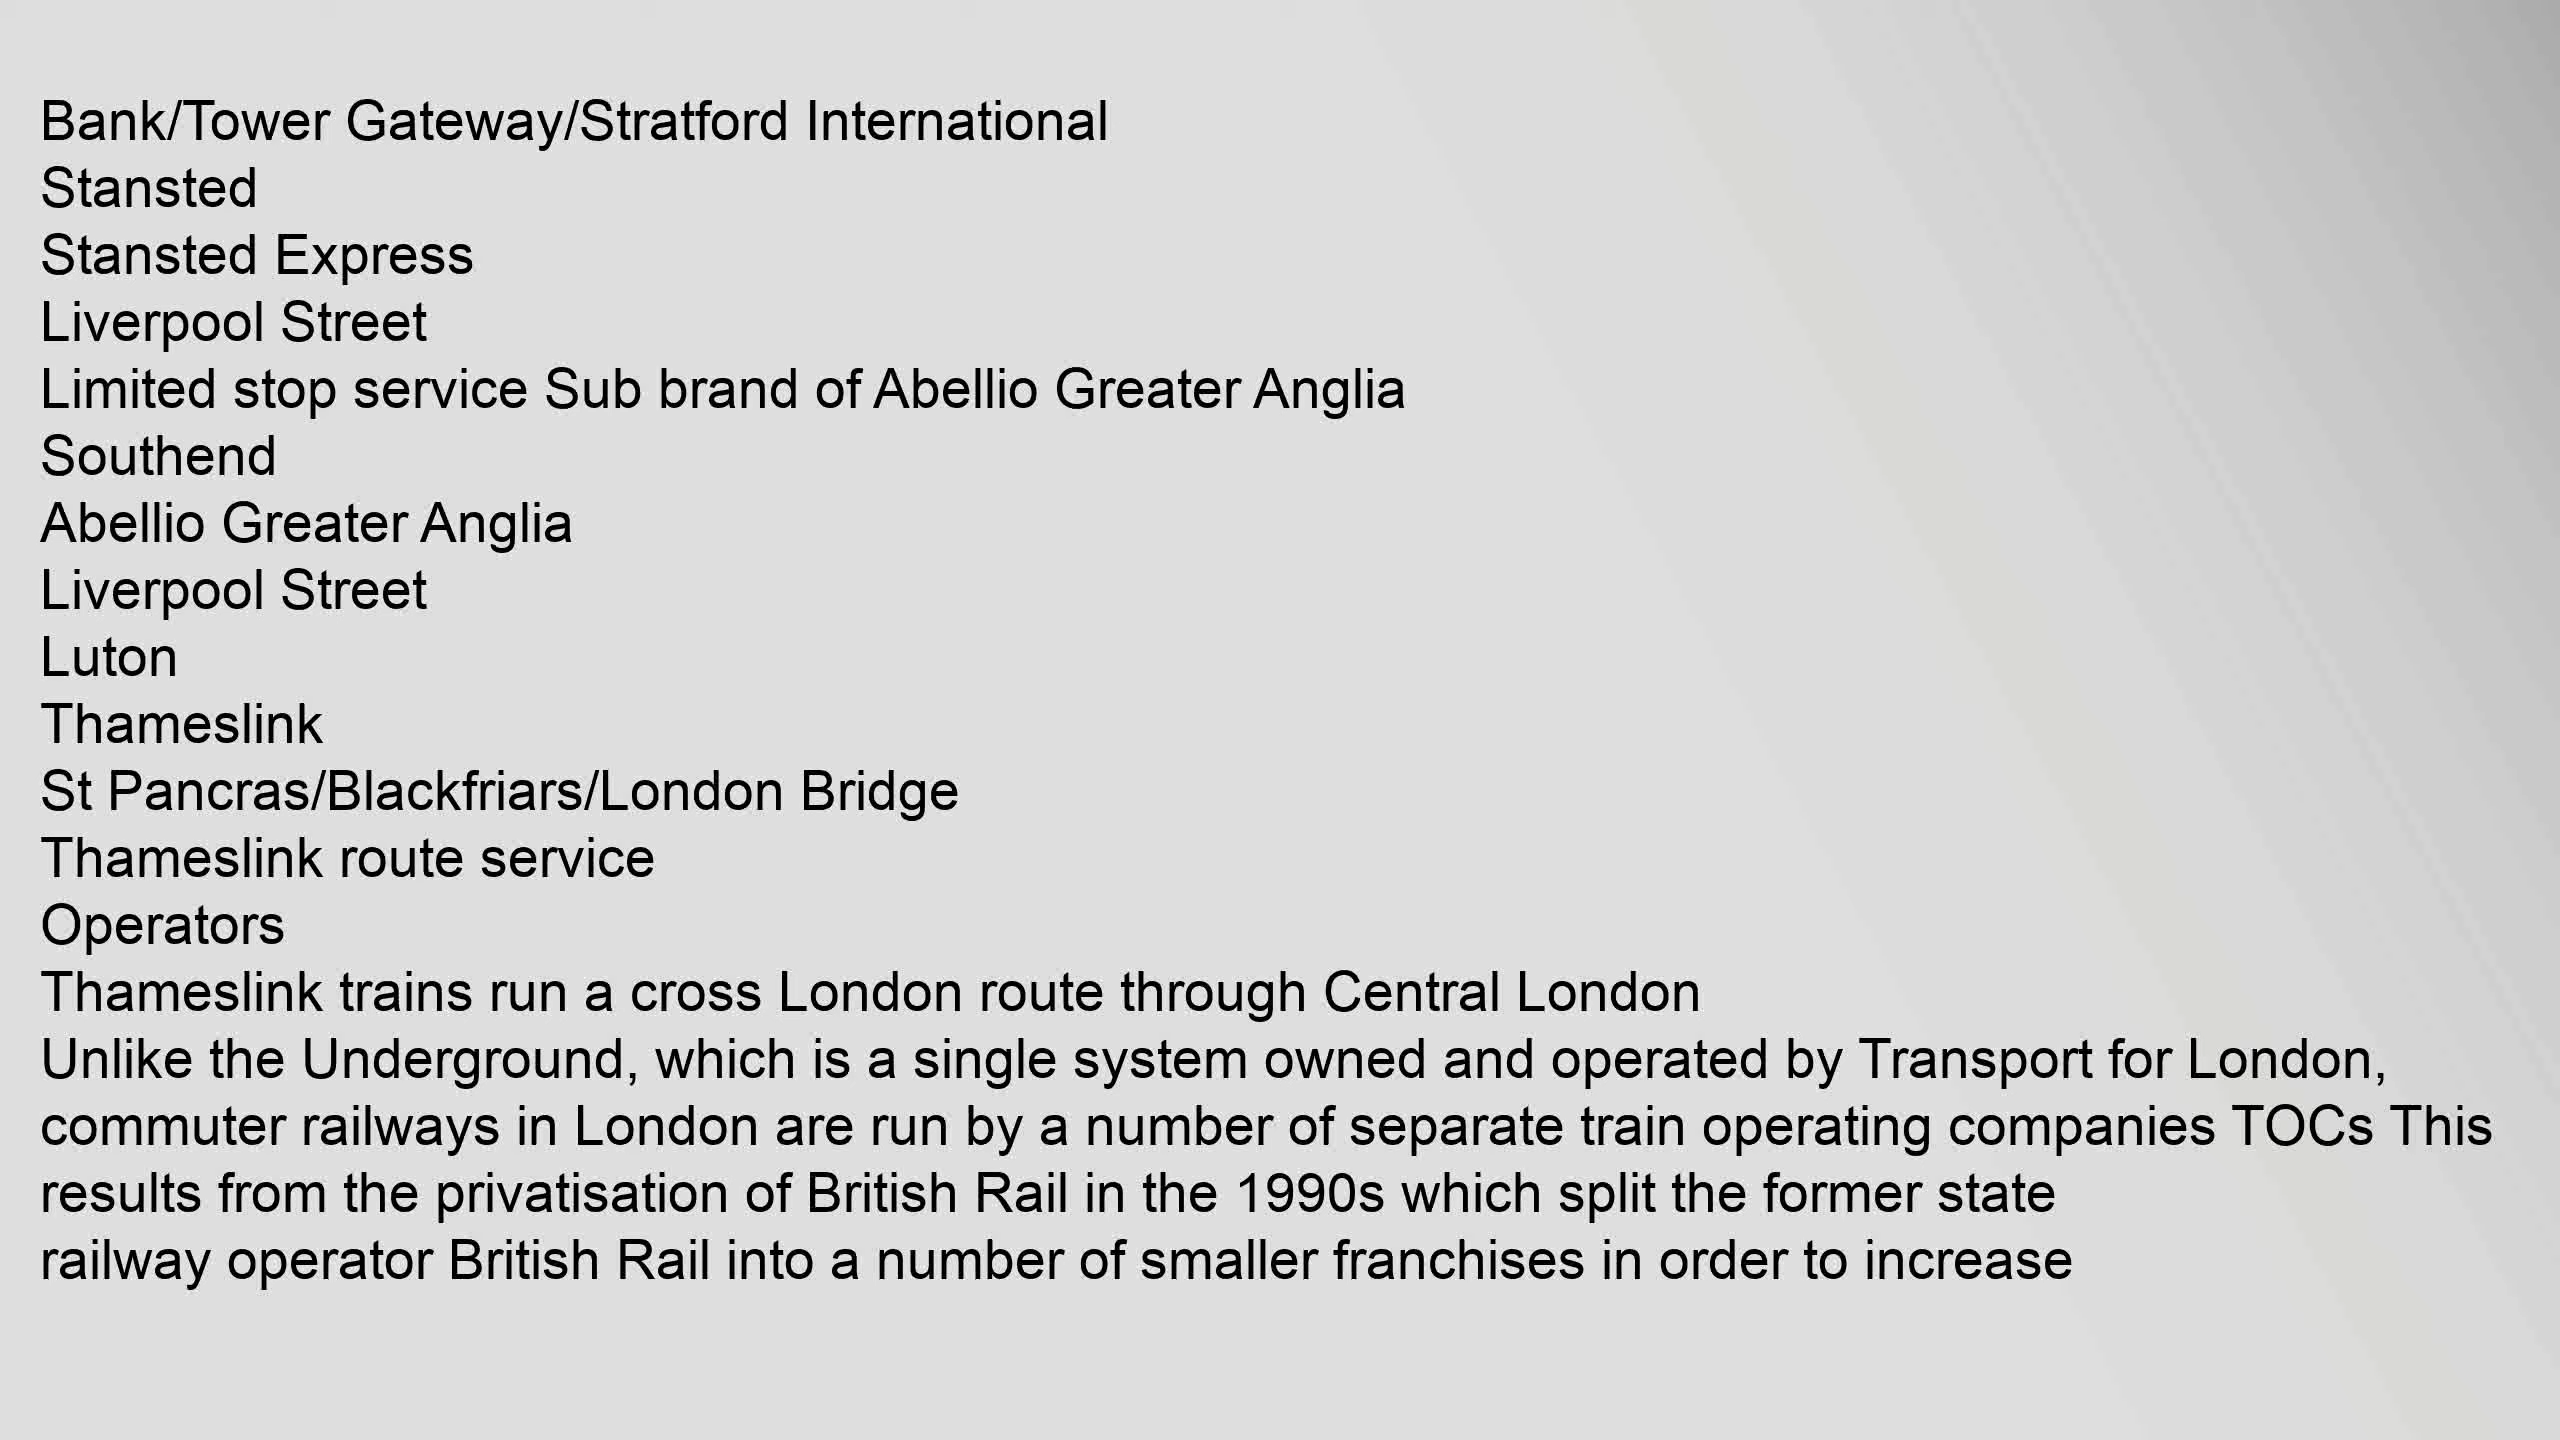 Bank/Tower Gateway/Stratford International
Stansted
Stansted Express
Liverpool Street
Limited stop service Sub brand of Abellio Greater Anglia
Southend
Abellio Greater Anglia
Liverpool Street
Luton
Thameslink
St Pancras/Blackfriars/London Bridge
Thameslink route service
Operators
Thameslink trains run a cross London route through Central London
Unlike the Underground, which is a single system owned and operated by Transport for London,
commuter railways in London are run by a number of separate train operating companies TOCs This
results from the privatisation of British Rail in the 1990s which split the former state
railway operator British Rail into a number of smaller franchises in order to increase